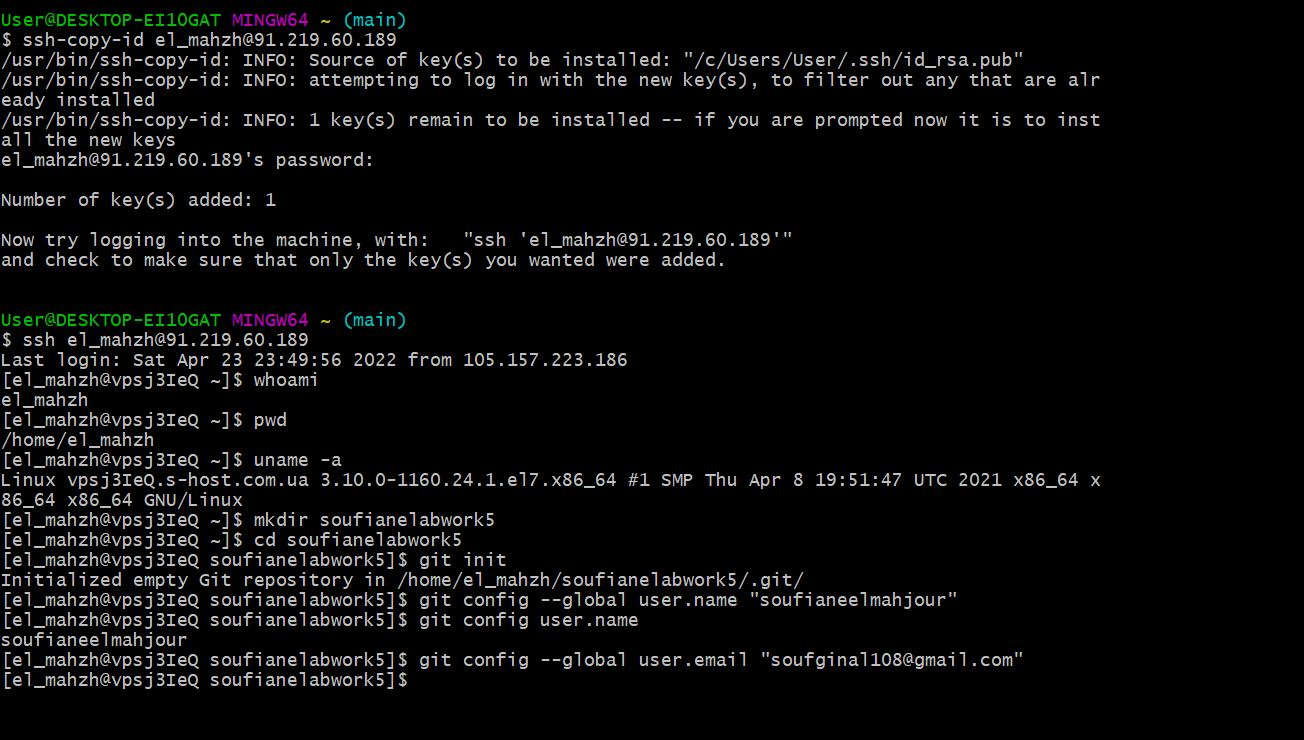 User@DESKTOP-EI1OGAT MINGW64 ~ (main)
$ ssh-copy-id el_mahzh@91.219.60.189
/usr/bin/ssh-copy-id: INFO: Source of key(s) to be installed: "/c/Users/User/.ssh/id_rsa.pub"
/usr/bin/ssh-copy-id: INFO: attempting to log in with the new key(s), to filter out any that are alr
eady installed
/usr/bin/ssh-copy-id: INFO: 1 key(s) remain to be installed -- if you are prompted now it is to inst
all the new keys
el_mahzh@91.219.60.189's password:
Number of key(s) added: 1
Now try logging into the machine, with:   "ssh 'el_mahzh@91.219.60.189'"
and check to make sure that only the key(s) you wanted were added.
User@DESKTOP-EI1OGAT MINGW64 ~ (main)
$ ssh el_mahzh@91.219.60.189
Last login: Sat Apr 23 23:49:56 2022 from 105.157.223.186
[el_mahzh@vpsj3IeQ ~]$ whoami
el_mahzh
[el_mahzh@vpsj3IeQ ~]$ pwd
/home/el_mahzh
[el_mahzh@vpsj3IeQ ~]$ uname -a
Linux vpsj3IeQ.s-host.com.ua 3.10.0-1160.24.1.el7.x86_64 #1 SMP Thu Apr 8 19:51:47 UTC 2021 x86_64 x
86_64 x86_64 GNU/Linux
[el_mahzh@vpsj3IeQ ~]$ mkdir soufianelabwork5
[el_mahzh@vpsj3IeQ ~]$ cd soufianelabwork5
[el_mahzh@vpsj3IeQ soufianelabwork5]$ git init
Initialized empty Git repository in /home/el_mahzh/soufianelabwork5/.git/
[el_mahzh@vpsj3IeQ soufianelabwork5]$ git config --global user.name "soufianeelmahjour"
[el_mahzh@vpsj3IeQ soufianelabwork5]$ git config user.name
soufianeelmahjour
[el_mahzh@vpsj3IeQ soufianelabwork5]$ git config --global user.email "soufginal108@gmail.com"
[el_mahzh@vpsj3IeQ soufianelabwork5]$